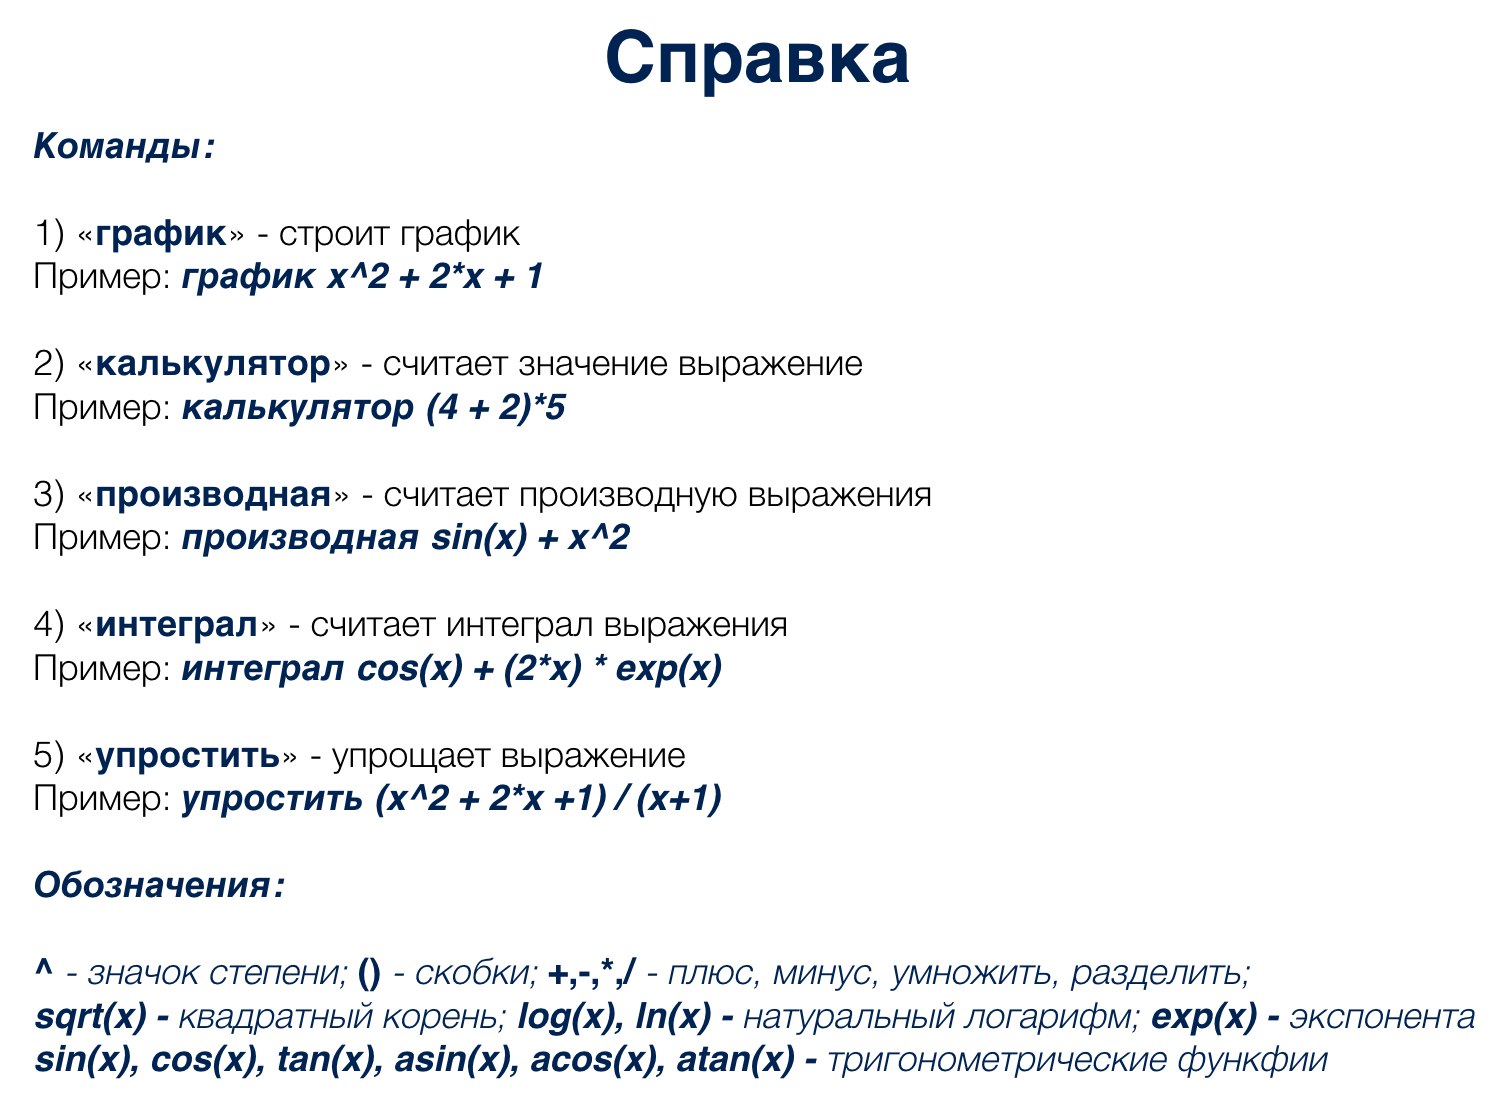 Справка
Команды:
1) «график» - строит график
Пример: график x^2 + 2*x + 1
2) «калькулятор» - считает значение выражение
Пример: калькулятор (4 + 2)*5
3) «производная» - считает производную выражения
Пример: производная sin(x) + x^2
4) «интеграл» - считает интеграл выражения
Пример: интеграл cos(x) + (2*x) * exp(x)
5) «упростить» - упрощает выражение
Пример: упростить (x^2 + 2*x +1) / (x+1)
Обозначения:
^ - значок степени; () - скобки; +,-,*,/ - плюс, минус, умножить, разделить;
sqrt(x) - квадратный корень; log(x), ln(x) - натуральный логарифм; exp(x) - экспонента
sin(x), cos(x), tan(x), asin(x), acos(x), atan(x) - тригонометрические функфии